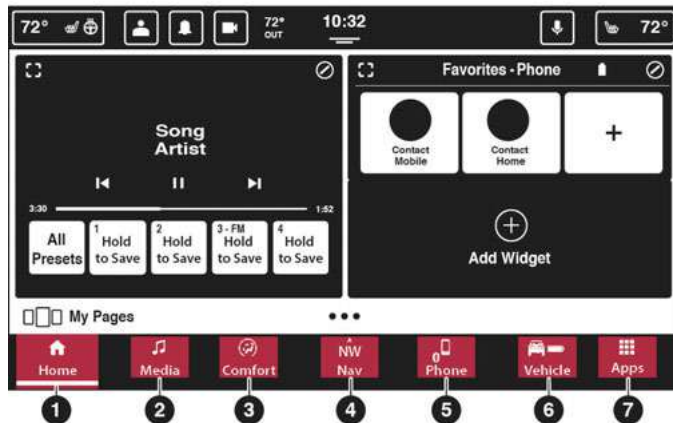 72°
72°
OUT
10:32
72°
Song
Artist
3:30
1:52
All
Presets
1
Hold
to Save
2
Hold
to Save
3 - FM
Hold
to Save
4
Hold
to Save
Favorites - Phone
Contact
Mobile
Contact
Home
+
Add Widget
My Pages
Home
Media
Comfort
NW
Nav
0
Phone
Vehicle
Apps
1
2
3
4
5
6
7